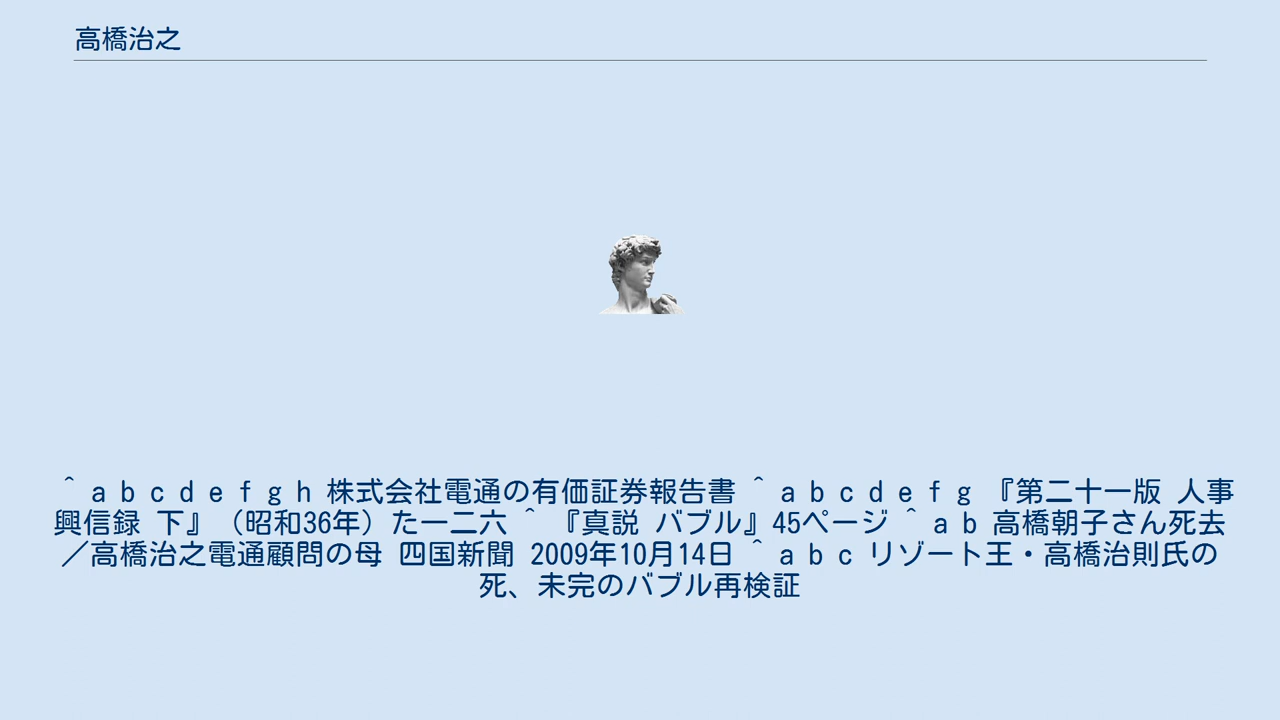 高橋治之
^ a b c d e f g h 株式会社電通の有価証券報告書 ^ a b c d e f g 『第二十一版 人事
興信録 下』（昭和36年）た一二六 ^ 『真説 バブル』45ページ ^ a b 高橋朝子さん死去
／高橋治之電通顧問の母 四国新聞 2009年10月14日 ^ a b c リゾート王・高橋治則氏の
死、未完のバブル再検証